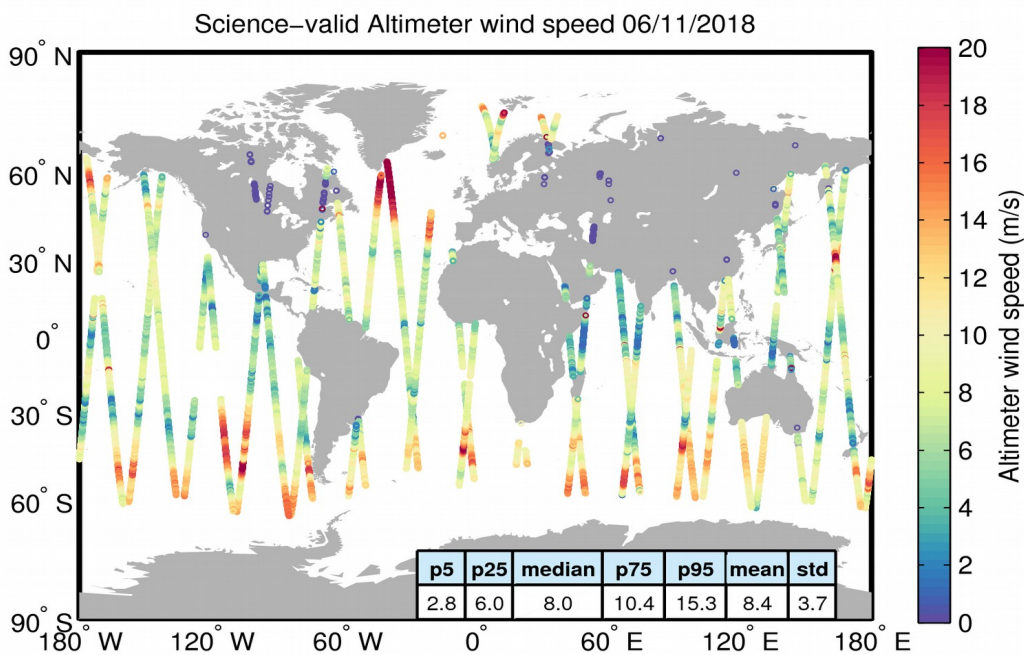 Science−valid Altimeter wind speed 06/11/2018
90° N
60° N
30° N
0°
30° S
60° S
90° S
180° W
120° W
60° W
0°
60° E
120° E
180° E
20
18
16
14
12
10
8
6
4
2
0
Altimeter wind speed (m/s)
p5 p25 median p75 p95 mean std
2.8 6.0 8.0 10.4 15.3 8.4 3.7